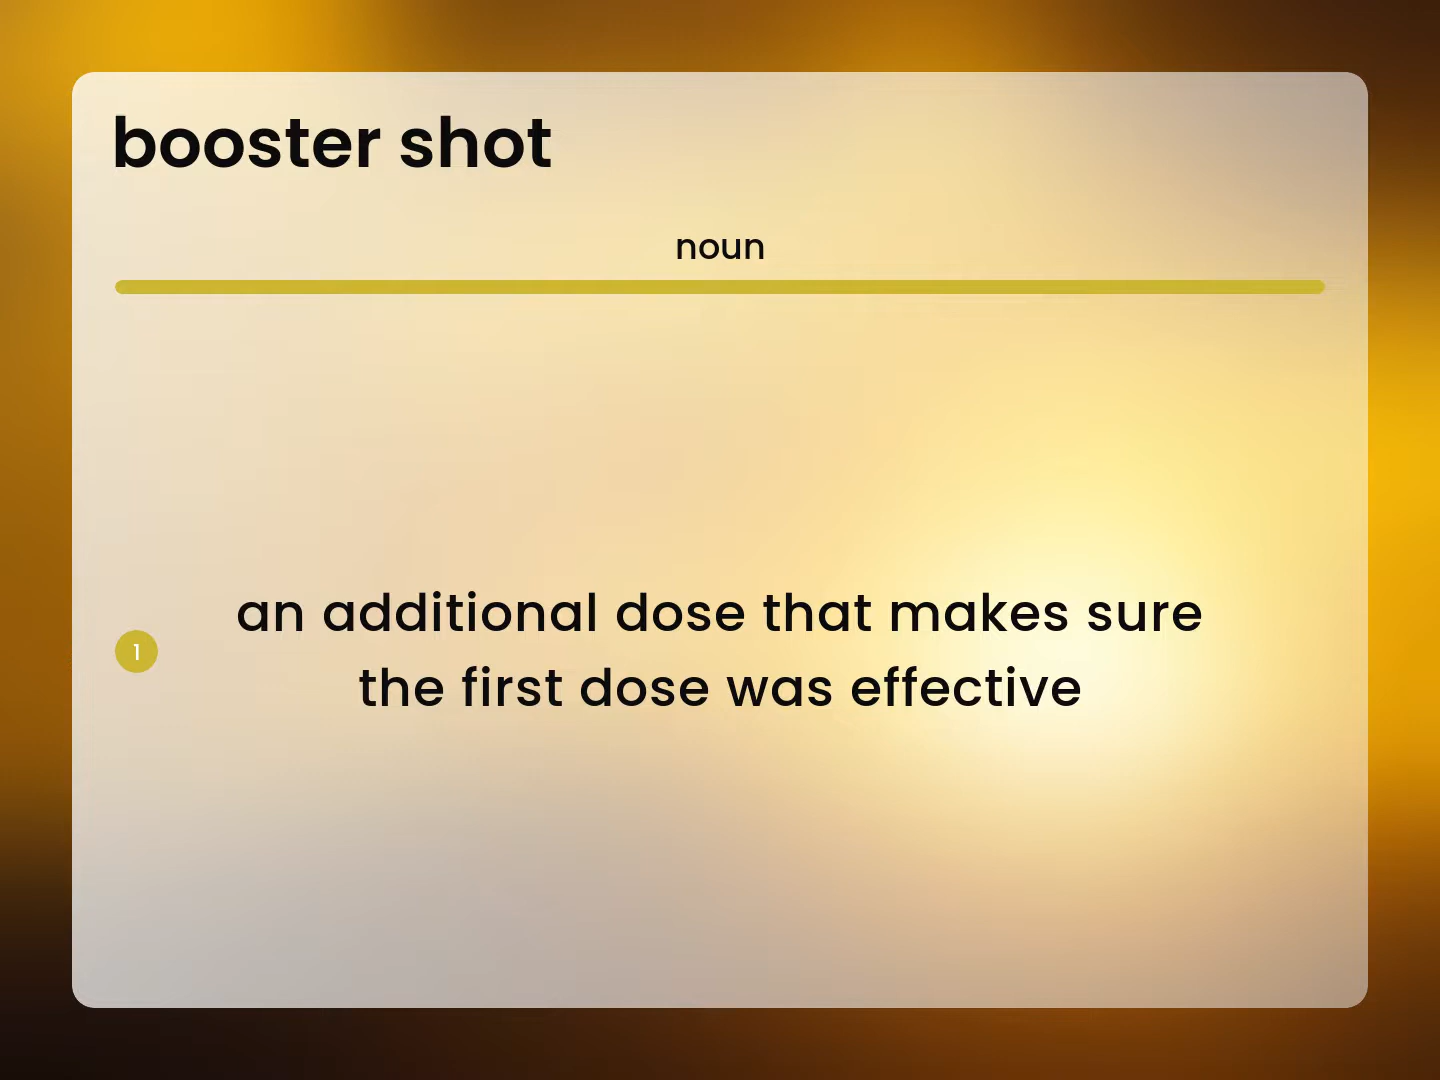 booster shot
noun
1
an additional dose that makes sure
the first dose was effective